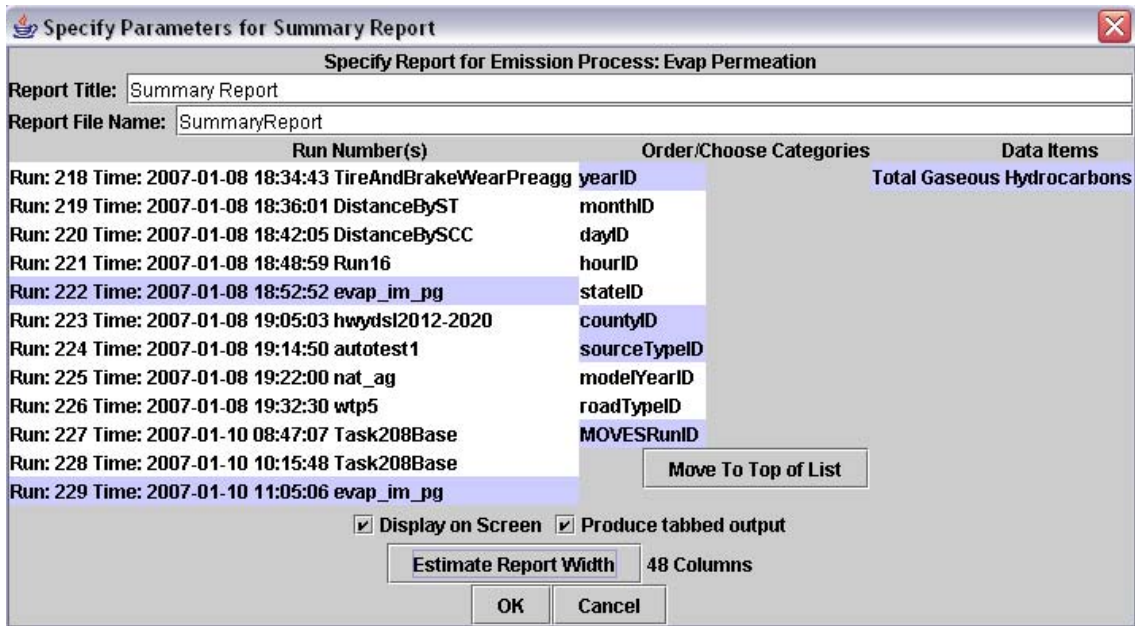 Specify Parameters for Summary Report
Specify Report for Emission Process: Evap Permeation
Report Title: Summary Report
Report File Name: SummaryReport
Run Number(s) Order/Choose Categories Data Items
Run: 218 Time: 2007-01-08 18:34:43 TireAndBrakeWearPreagg yearID Total Gaseous Hydrocarbons
Run: 219 Time: 2007-01-08 18:36:01 DistanceByST monthID
Run: 220 Time: 2007-01-08 18:42:05 DistanceBySCC dayID
Run: 221 Time: 2007-01-08 18:48:59 Run16 hourID
Run: 222 Time: 2007-01-08 18:52:52 evap_im_pg stateID
Run: 223 Time: 2007-01-08 19:05:03 hwydsl2012-2020 countyID
Run: 224 Time: 2007-01-08 19:14:50 autotest1 sourceTypeID
Run: 225 Time: 2007-01-08 19:22:00 nat_ag modelYearID
Run: 226 Time: 2007-01-08 19:32:30 wtp5 roadTypeID
Run: 227 Time: 2007-01-10 08:47:07 Task208Base MOVESRunID
Run: 228 Time: 2007-01-10 10:15:48 Task208Base Move To Top of List
Run: 229 Time: 2007-01-10 11:05:06 evap_im_pg
Display on Screen Produce tabbed output
Estimate Report Width 48 Columns
OK Cancel